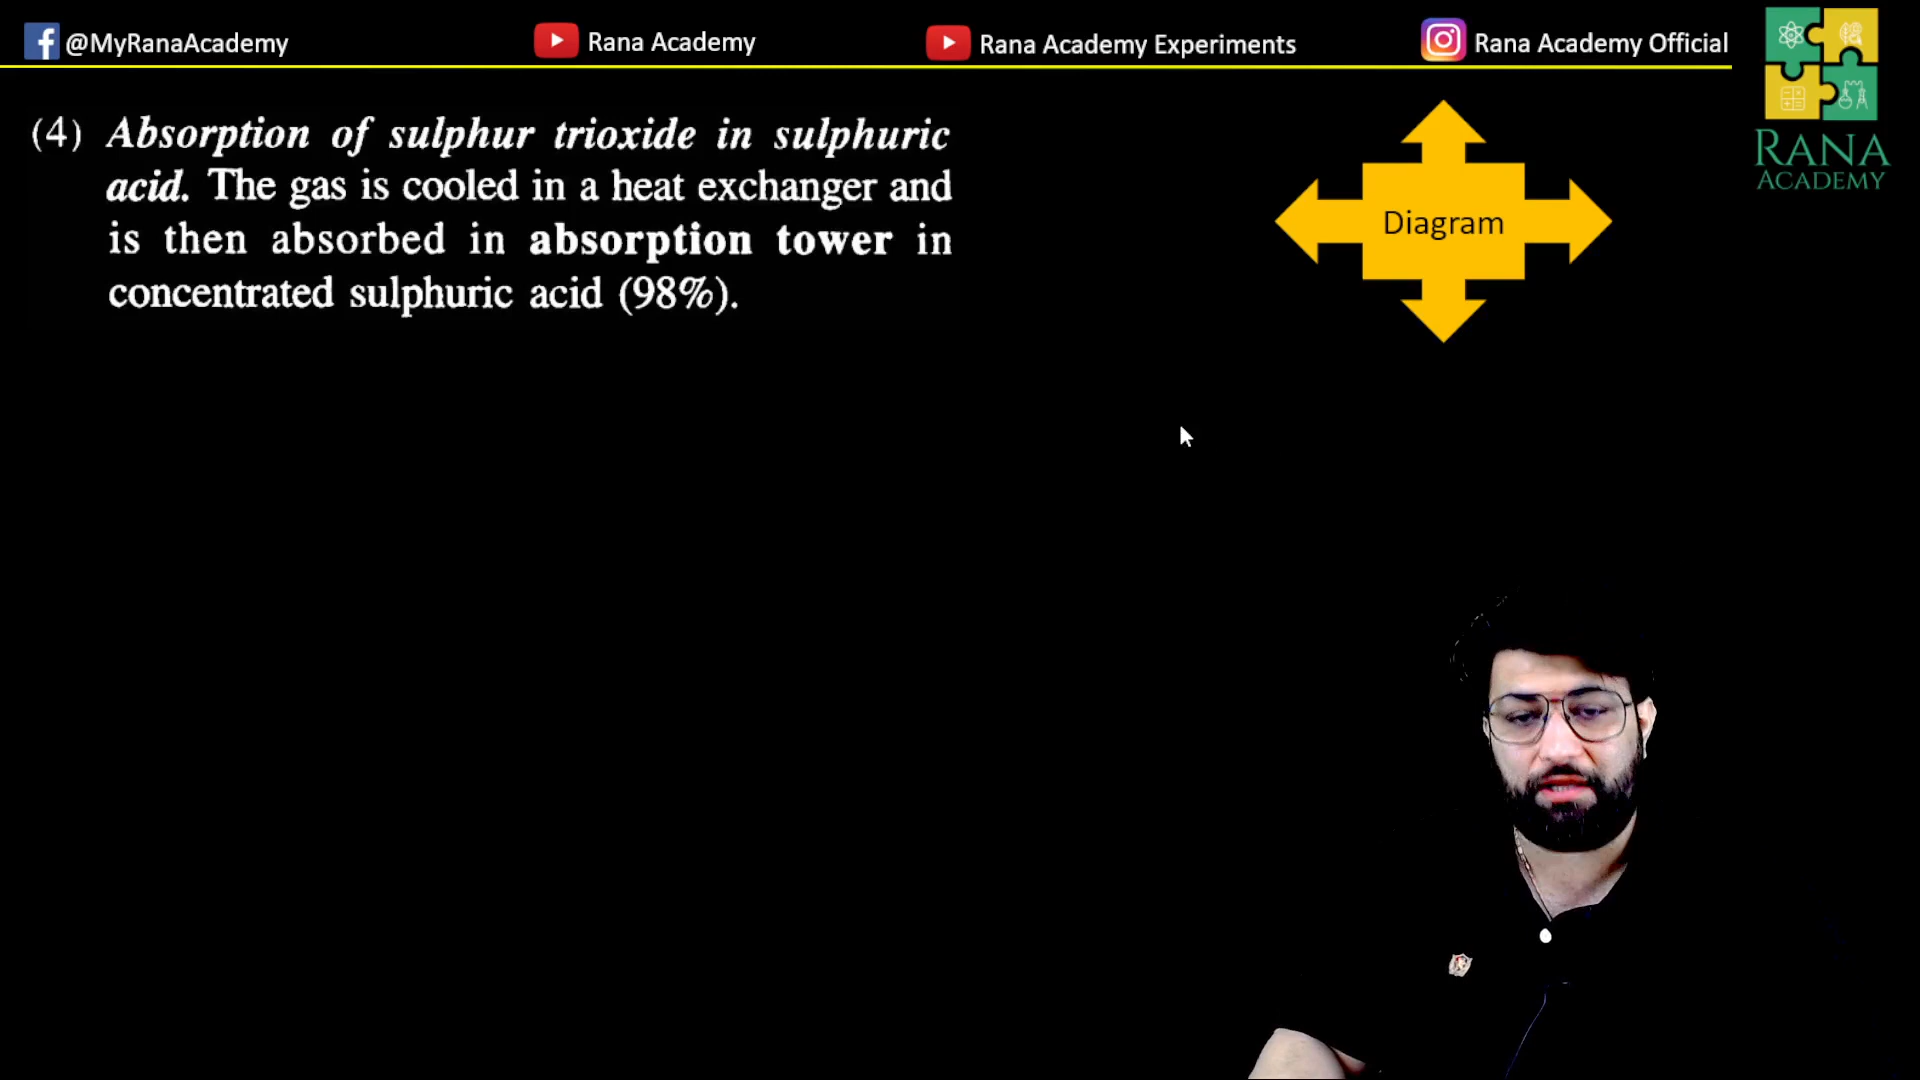 @MyRanaAcademy
Rana Academy
Rana Academy Experiments
Rana Academy Official
RANA
ACADEMY
(4) Absorption of sulphur trioxide in sulphuric
acid. The gas is cooled in a heat exchanger and
is then absorbed in absorption tower in
concentrated sulphuric acid (98%).
Diagram